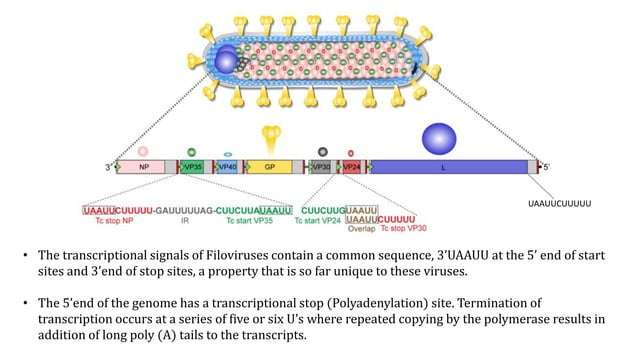 3' NP VP35 VP40 GP VP30 VP24 L 5'
UAAUUCUUUUU
UAAUUCUUUUU-GAUUUUUAG-CUUCUUAUAAUU CUUCUUGUAAUU
Tc stop NP IR Tc start VP35 Tc start VP24 UAAUUCUUUUU
Overlap Tc stop VP30
• The transcriptional signals of Filoviruses contain a common sequence, 3’UAAUU at the 5’ end of start
sites and 3’end of stop sites, a property that is so far unique to these viruses.
• The 5’end of the genome has a transcriptional stop (Polyadenylation) site. Termination of
transcription occurs at a series of five or six U’s where repeated copying by the polymerase results in
addition of long poly (A) tails to the transcripts.